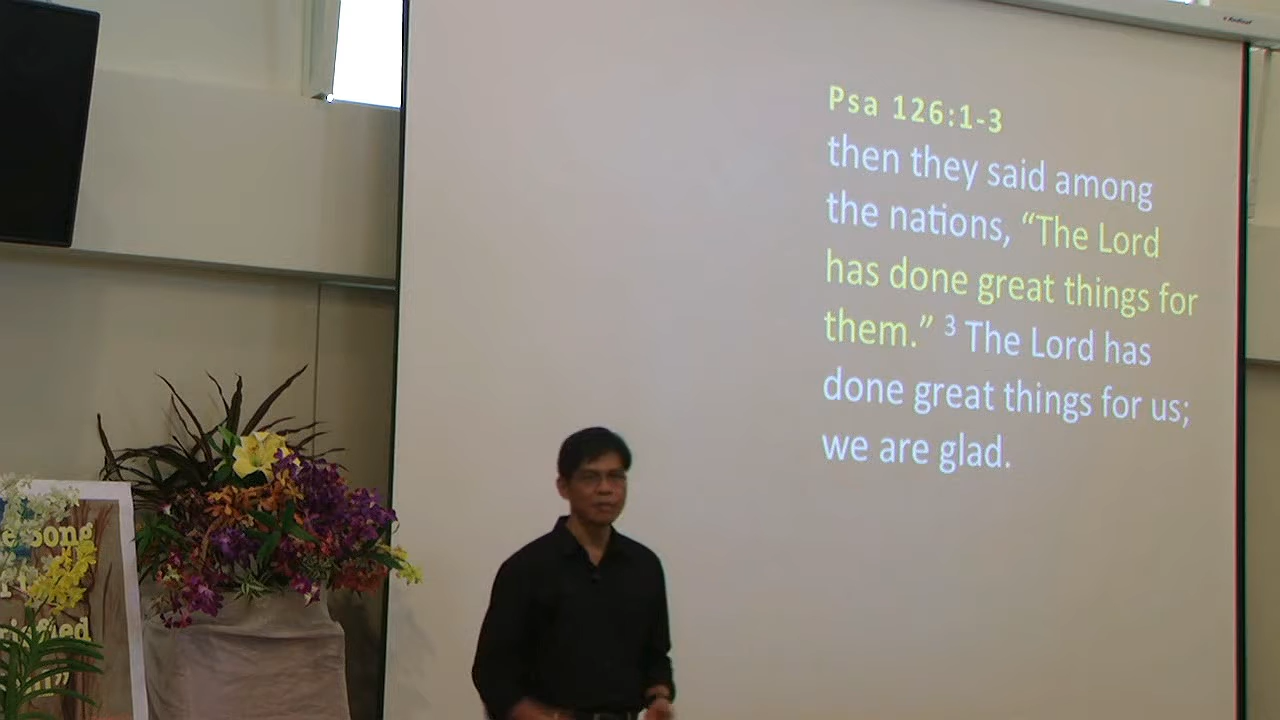 Psa 126:1-3
then they said among
the nations, “The Lord
has done great things for
them.” 3 The Lord has
done great things for us;
we are glad.
Song